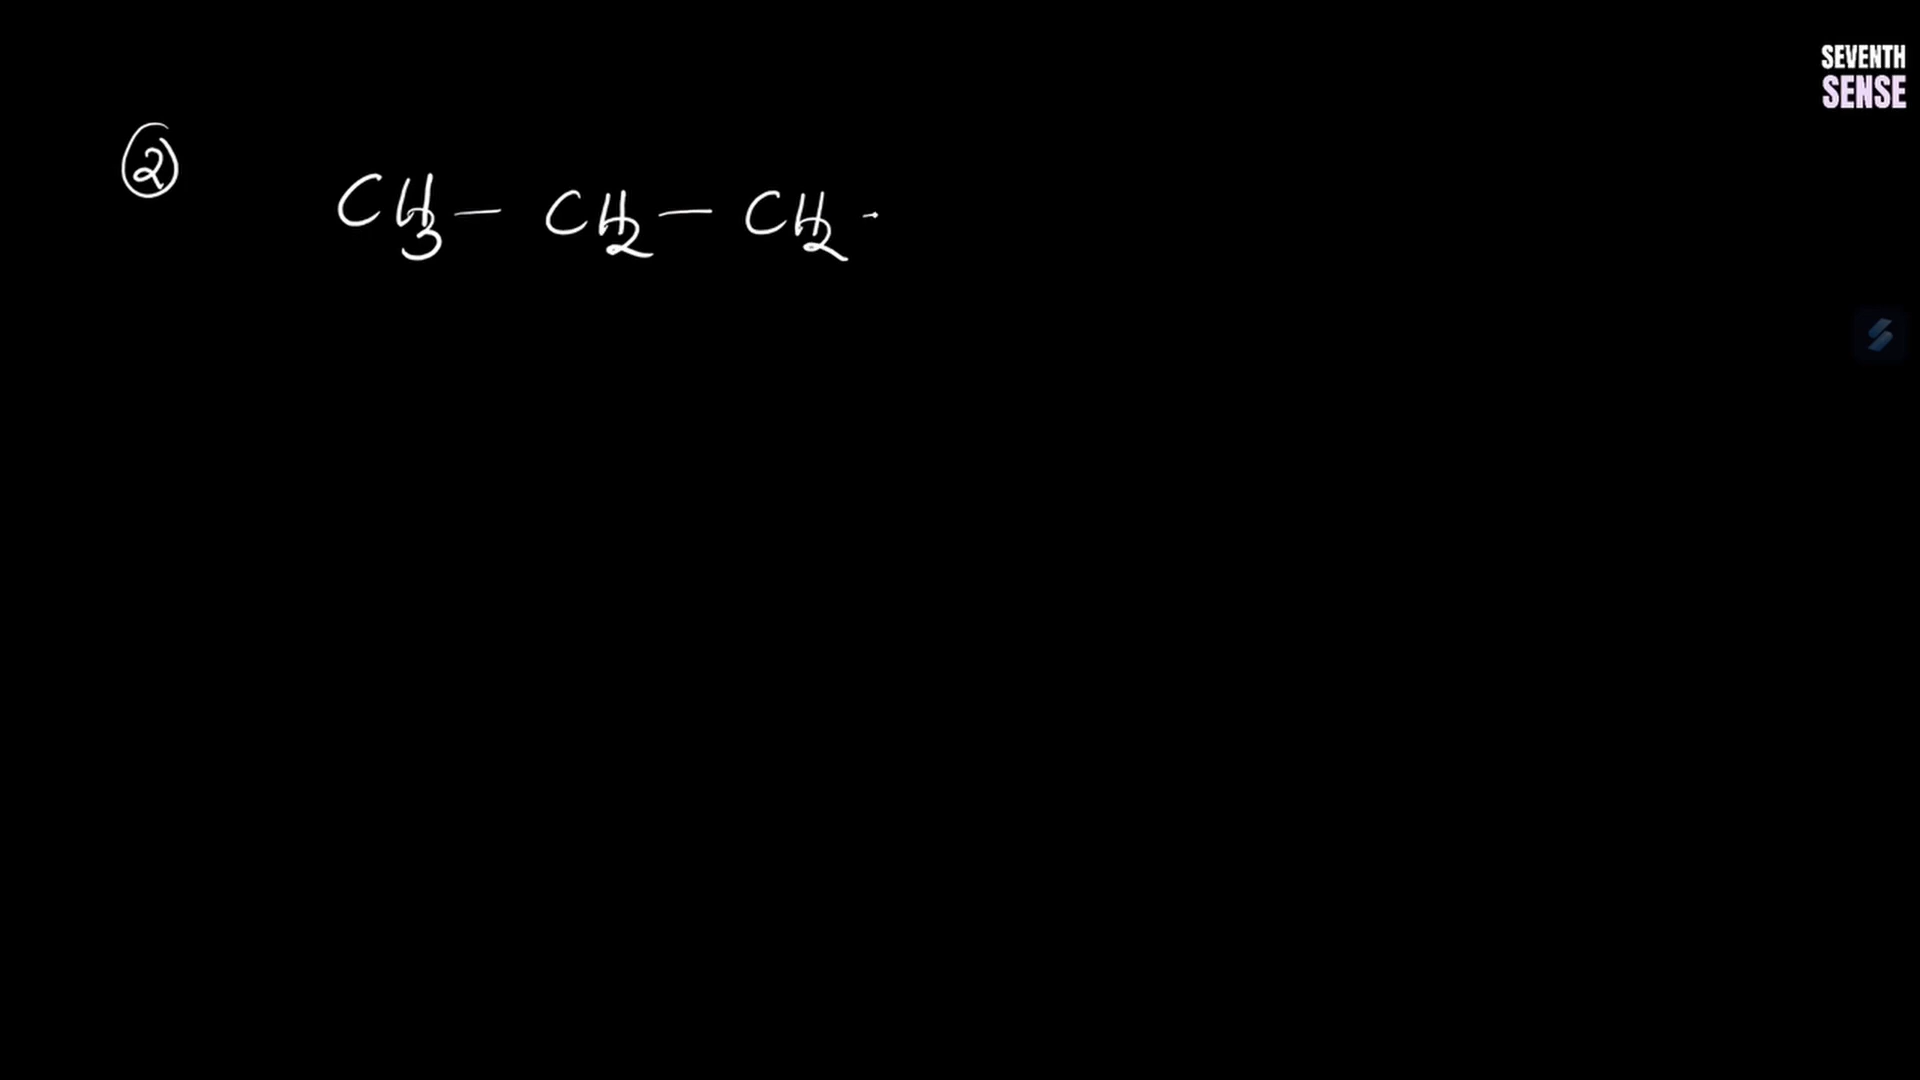 ② CH₃ — CH₂ — CH₂ -
SEVENTH
SENSE